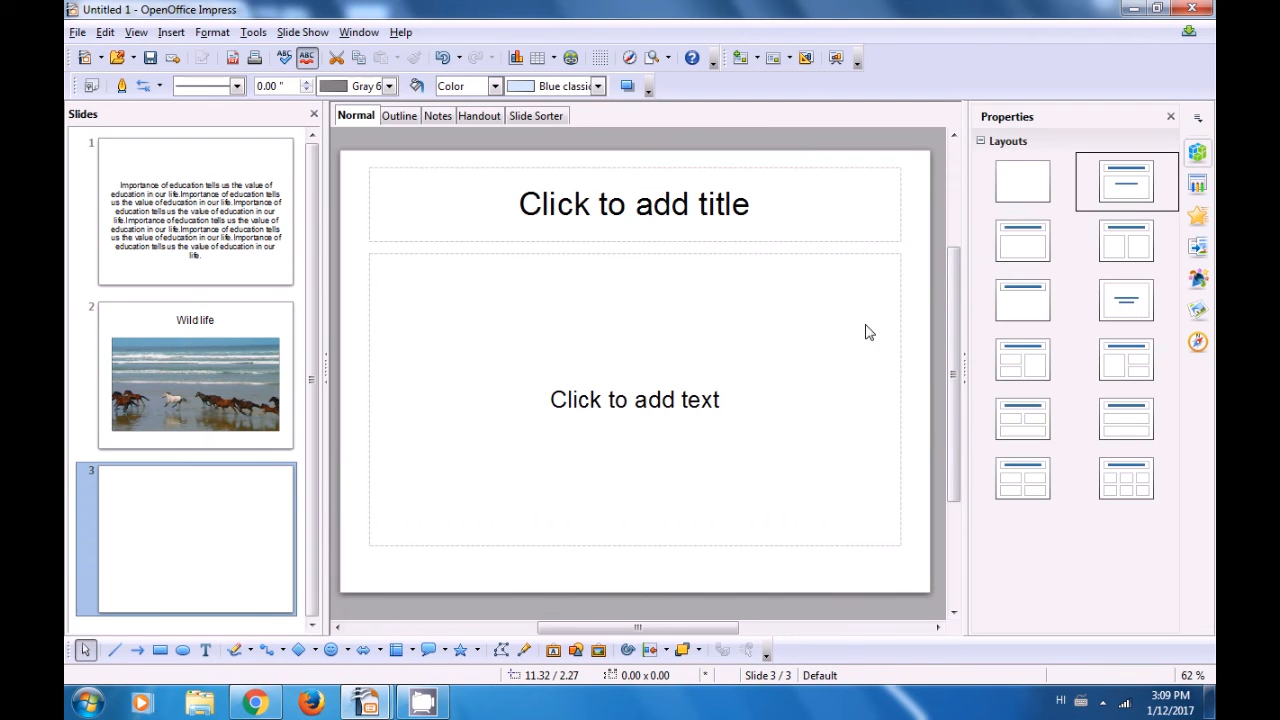 Untitled 1 - OpenOffice Impress
File Edit View Insert Format Tools Slide Show Window Help
0.00 " Gray 6 Color Blue classic
Slides
Normal Outline Notes Handout Slide Sorter
Properties
Layouts
1
Importance of education tells us the value of
education in our life.Importance of education tells
us the value of education in our life.Importance of
education tells us the value of education in our
life.Importance of education tells us the value of
education in our life.Importance of education tells
us the value of education in our life.Importance of
education tells us the value of education in our
life.
2
Wild life
3
Click to add title
Click to add text
11.32 / 2.27 0.00 x 0.00 * Slide 3 / 3 Default 62 %
HI
3:09 PM
1/12/2017